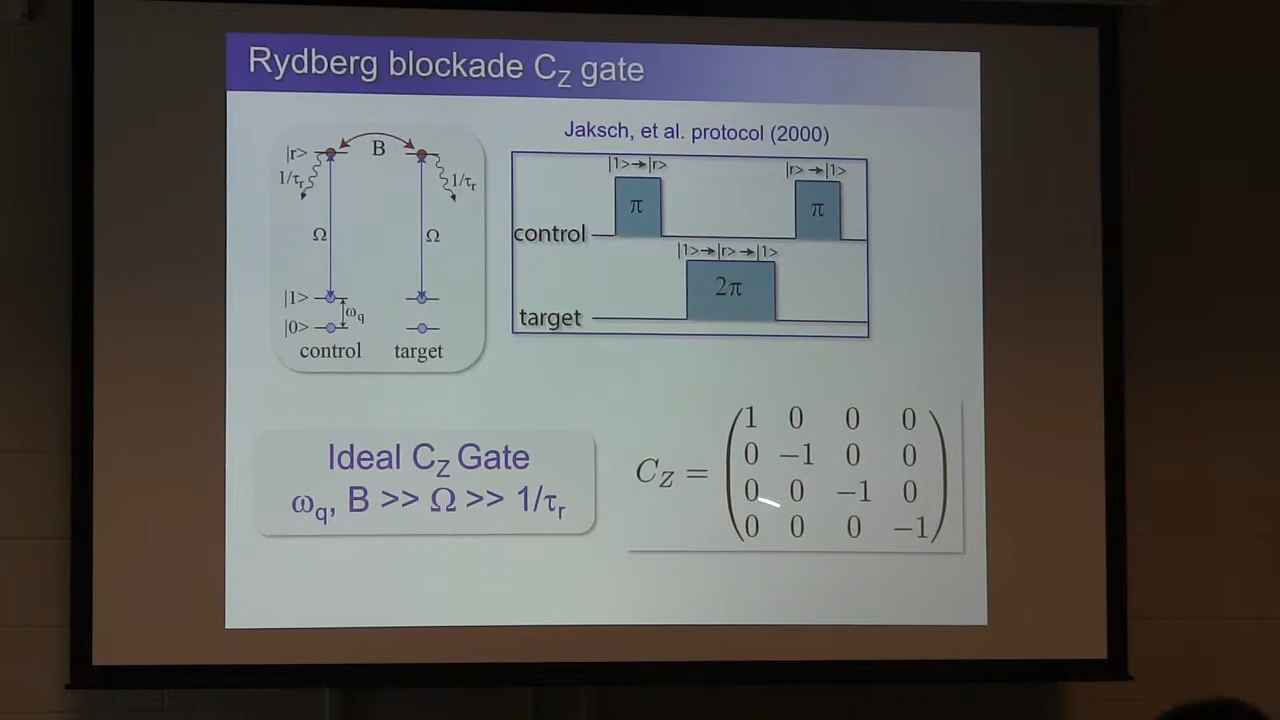 Rydberg blockade C_Z gate
Jaksch, et al. protocol (2000)
|r>
B
1/τ_r
1/τ_r
Ω
Ω
|1>
ω_q
|0>
control
target
|1>→|r>
|r>→|1>
π
π
control
|1>→|r>→|1>
2π
target
Ideal C_Z Gate
ω_q, B >> Ω >> 1/τ_r
C_Z =
1 0 0 0
0 −1 0 0
0 0 −1 0
0 0 0 −1